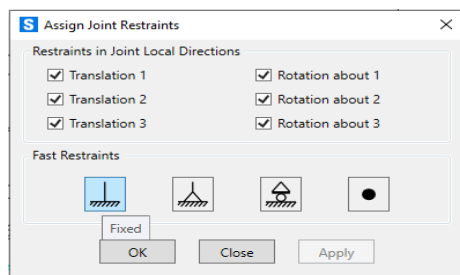 S Assign Joint Restraints
Restraints in Joint Local Directions
Translation 1 Rotation about 1
Translation 2 Rotation about 2
Translation 3 Rotation about 3
Fast Restraints
Fixed
OK Close Apply